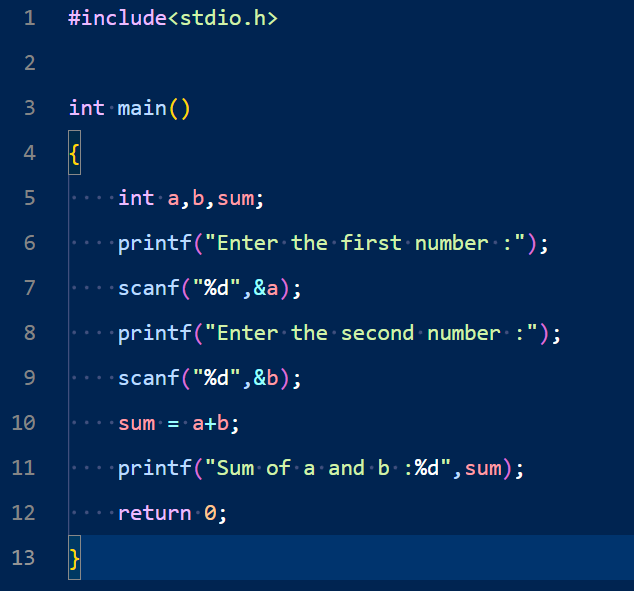 1 #include<stdio.h>
2
3 int main()
4 {
5     int a,b,sum;
6     printf("Enter the first number :");
7     scanf("%d",&a);
8     printf("Enter the second number :");
9     scanf("%d",&b);
10     sum = a+b;
11     printf("Sum of a and b :%d",sum);
12     return 0;
13 }